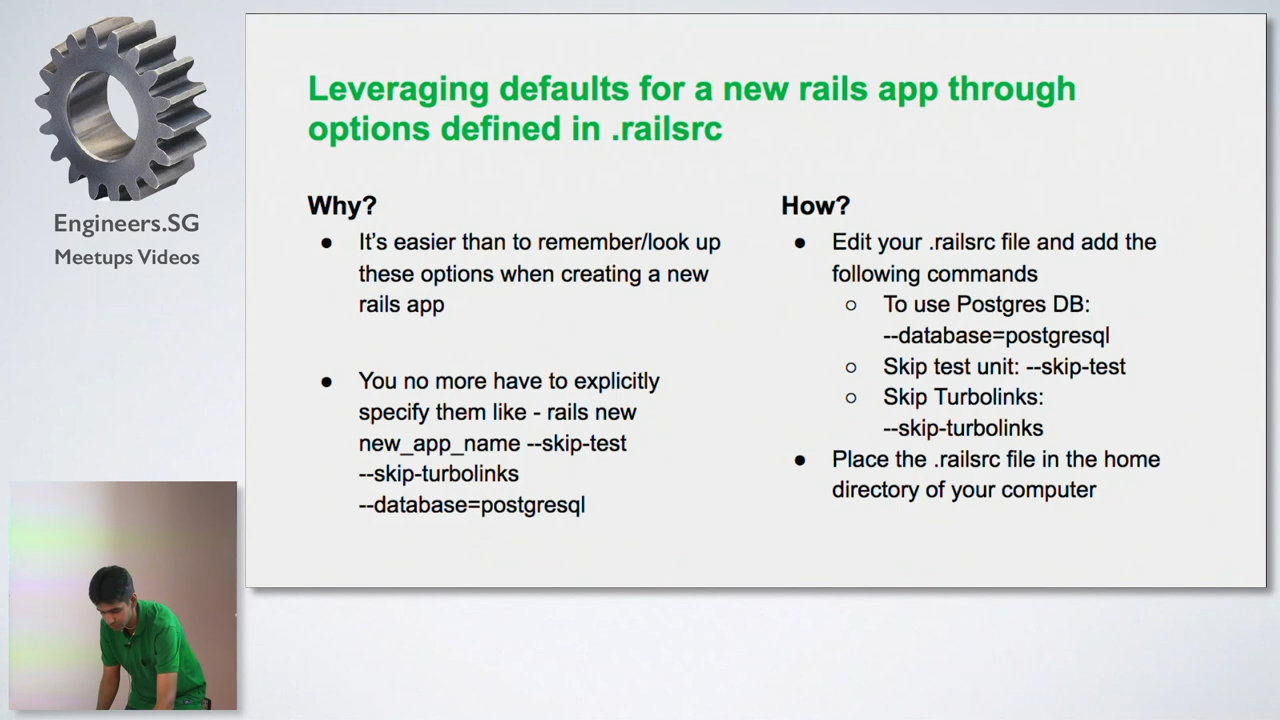 Engineers.SG
Meetups Videos
Leveraging defaults for a new rails app through
options defined in .railsrc
Why?
● It’s easier than to remember/look up
these options when creating a new
rails app
● You no more have to explicitly
specify them like - rails new
new_app_name --skip-test
--skip-turbolinks
--database=postgresql
How?
● Edit your .railsrc file and add the
following commands
○ To use Postgres DB:
--database=postgresql
○ Skip test unit: --skip-test
○ Skip Turbolinks:
--skip-turbolinks
● Place the .railsrc file in the home
directory of your computer